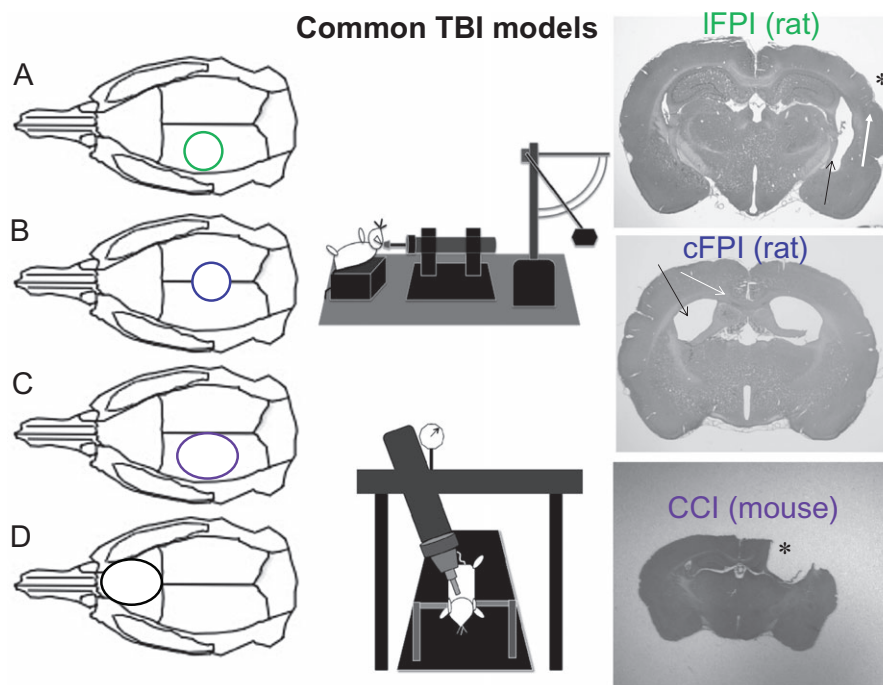 Common TBI models
A
B
C
D
lFPI (rat)
*
cFPI (rat)
CCI (mouse)
*